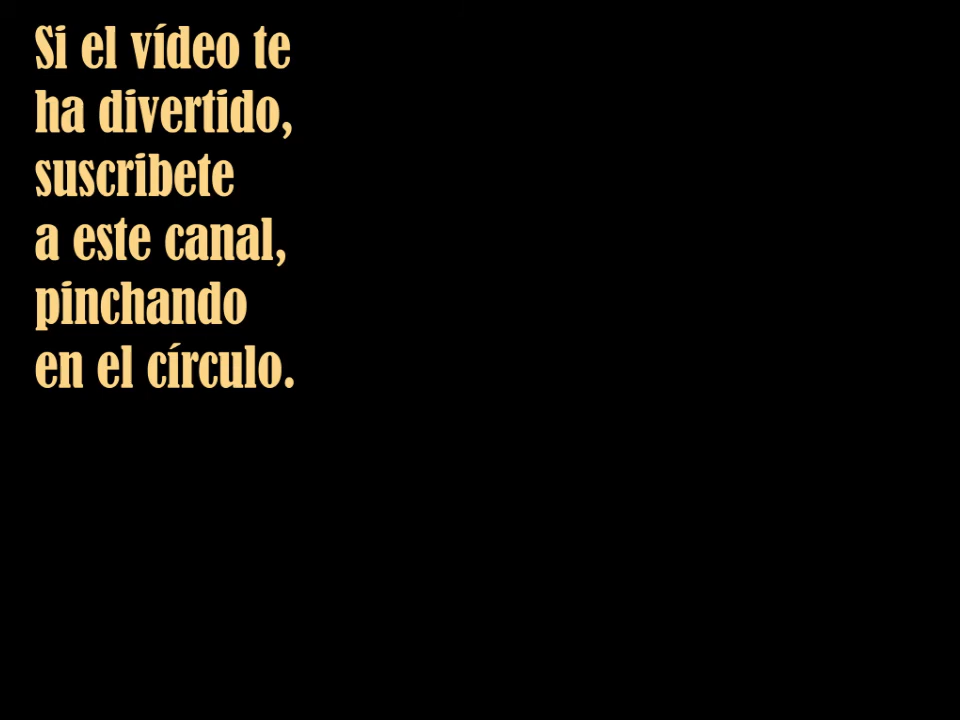 Si el vídeo te
ha divertido,
suscribete
a este canal,
pinchando
en el círculo.